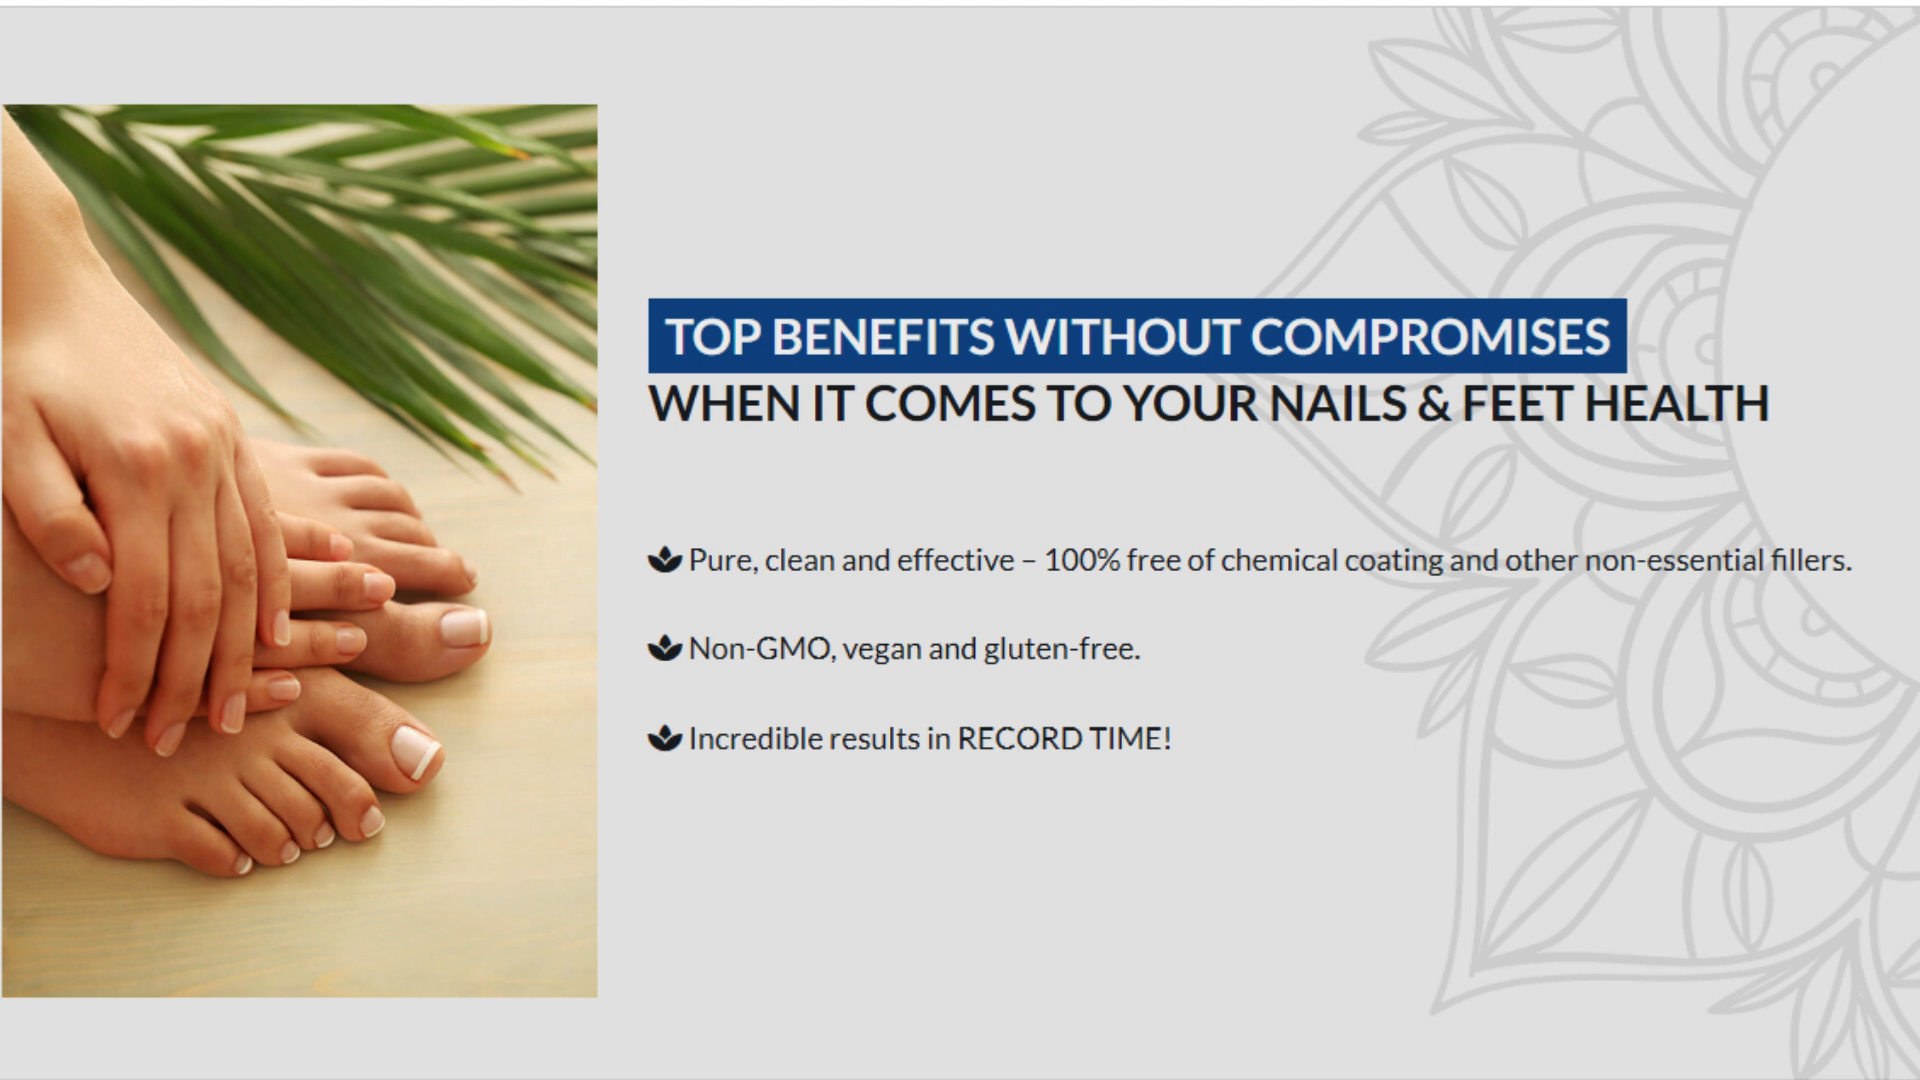 TOP BENEFITS WITHOUT COMPROMISES
WHEN IT COMES TO YOUR NAILS & FEET HEALTH
Pure, clean and effective – 100% free of chemical coating and other non-essential fillers.
Non-GMO, vegan and gluten-free.
Incredible results in RECORD TIME!